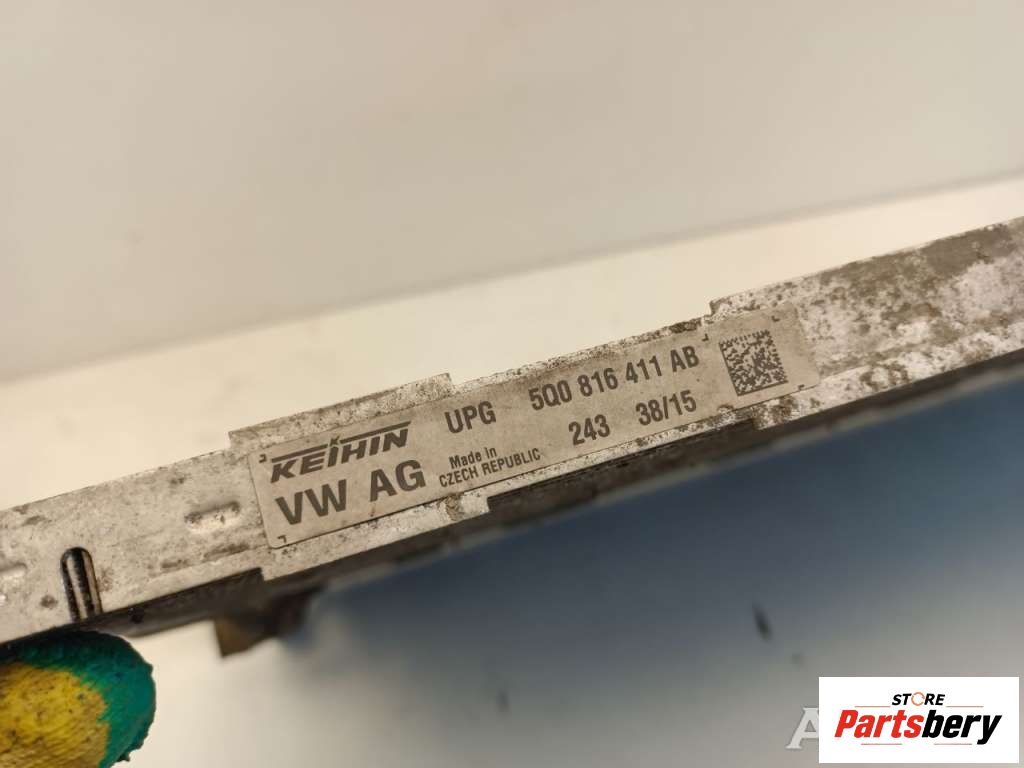 KEIHIN UPG 5Q0 816 411 AB
VW AG Made in 243 38/15
CZECH REPUBLIC
STORE
Partsbery